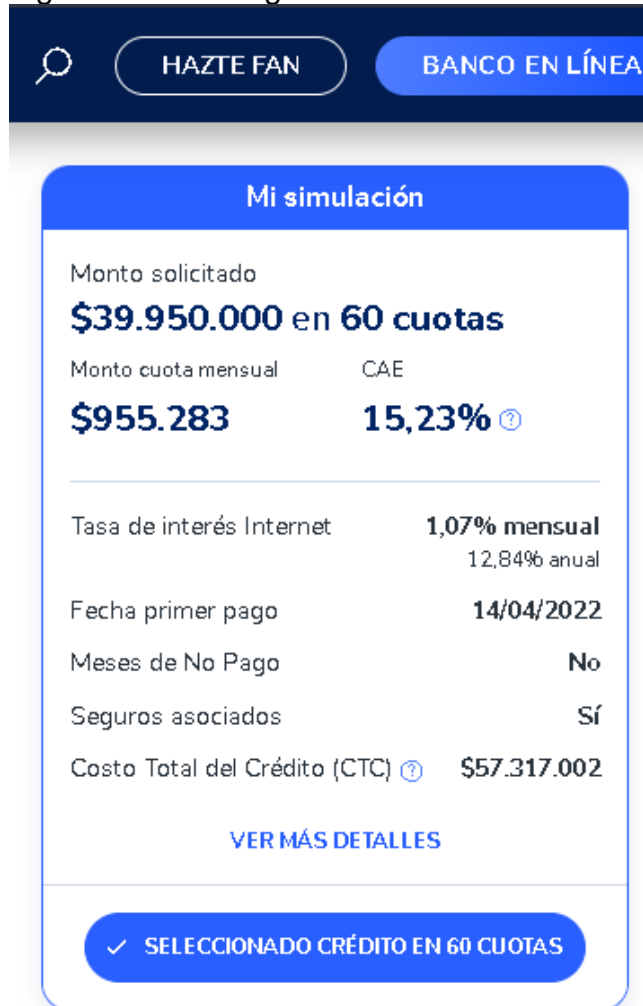 HAZTE FAN
BANCO EN LÍNEA
Mi simulación
Monto solicitado
$39.950.000 en 60 cuotas
Monto cuota mensual CAE
$955.283 15,23% ?
Tasa de interés Internet 1,07% mensual
12,84% anual
Fecha primer pago 14/04/2022
Meses de No Pago No
Seguros asociados Sí
Costo Total del Crédito (CTC) ? $57.317.002
VER MÁS DETALLES
SELECCIONADO CRÉDITO EN 60 CUOTAS